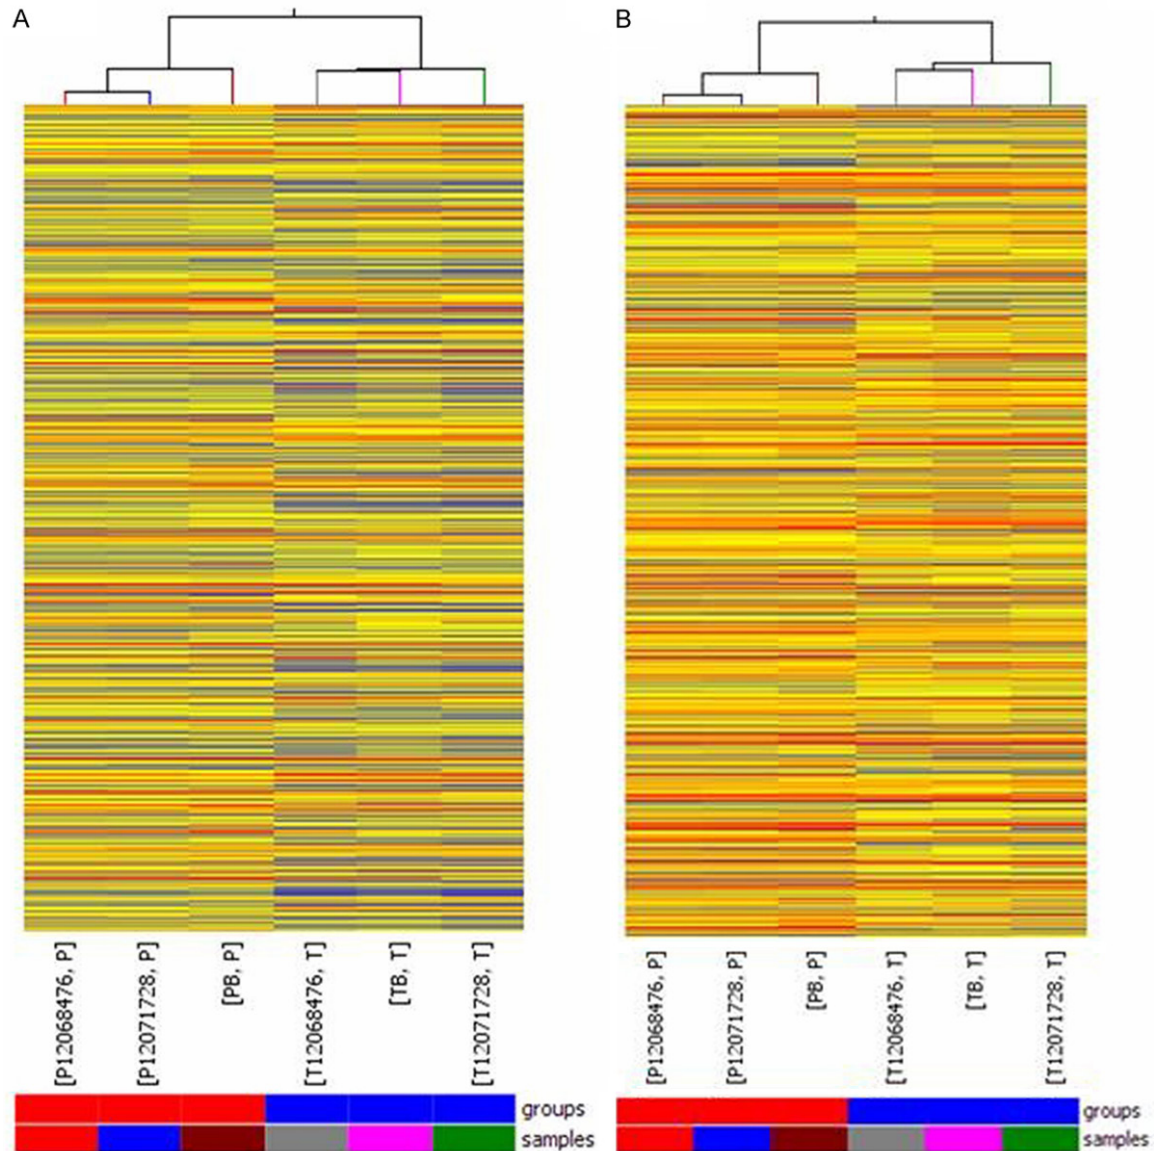 A
B
[P12068476, P]
[P12071728, P]
[PB, P]
[T12068476, T]
[TB, T]
[T12071728, T]
groups
samples
[P12068476, P]
[P12071728, P]
[PB, P]
[T12068476, T]
[TB, T]
[T12071728, T]
groups
samples